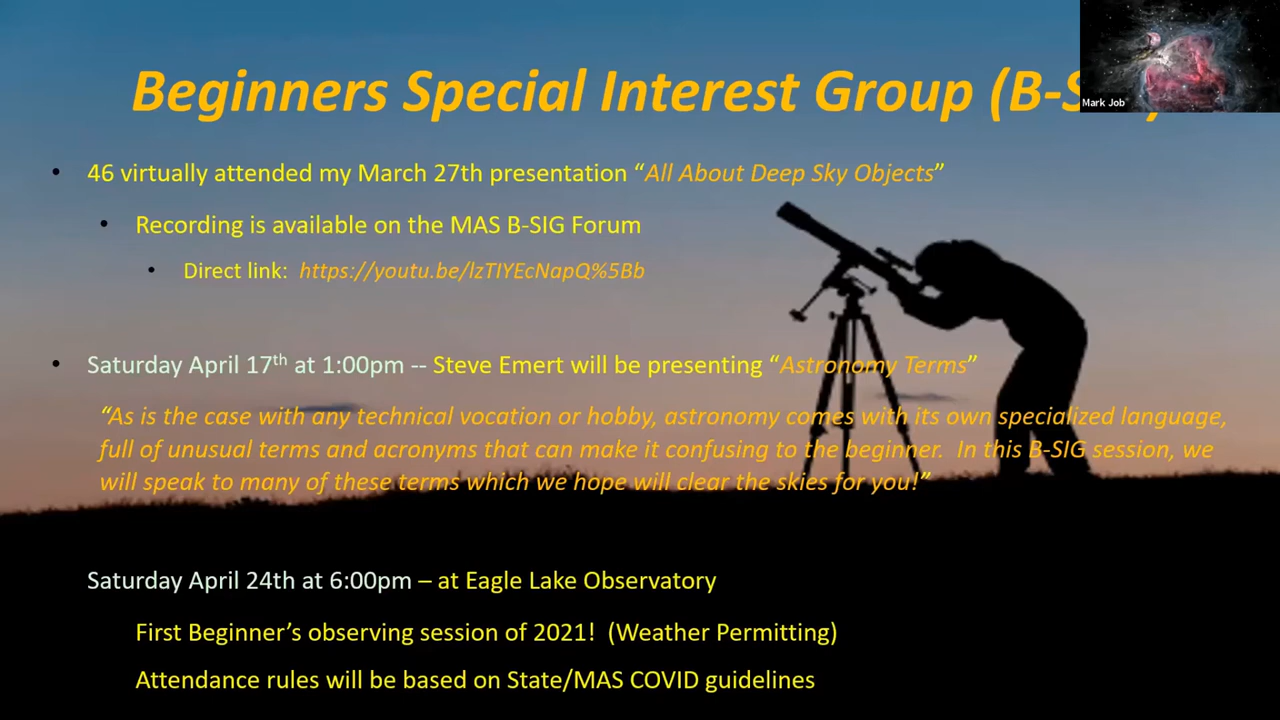 Beginners Special Interest Group (B-S
Mark Job
• 46 virtually attended my March 27th presentation “All About Deep Sky Objects”
• Recording is available on the MAS B-SIG Forum
• Direct link: https://youtu.be/lzTIYEcNapQ%5Bb
• Saturday April 17th at 1:00pm -- Steve Emert will be presenting “Astronomy Terms”
“As is the case with any technical vocation or hobby, astronomy comes with its own specialized language,
full of unusual terms and acronyms that can make it confusing to the beginner. In this B-SIG session, we
will speak to many of these terms which we hope will clear the skies for you!”
Saturday April 24th at 6:00pm – at Eagle Lake Observatory
First Beginner’s observing session of 2021! (Weather Permitting)
Attendance rules will be based on State/MAS COVID guidelines